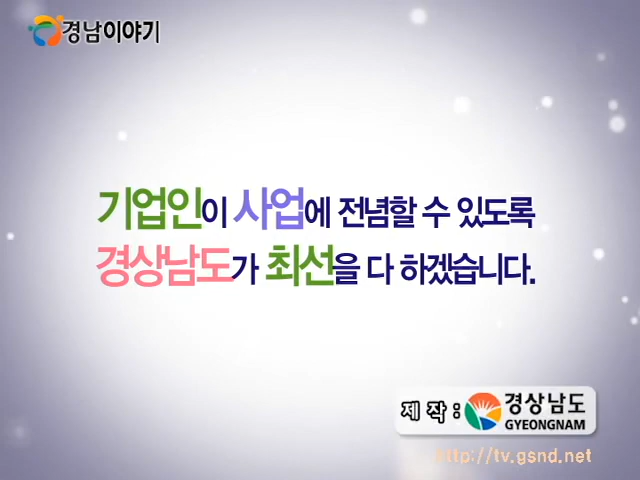 경남이야기
기업인이 사업에 전념할 수 있도록
경상남도가 최선을 다 하겠습니다.
제 작 : 경상남도
GYEONGNAM
http://tv.gsnd.net